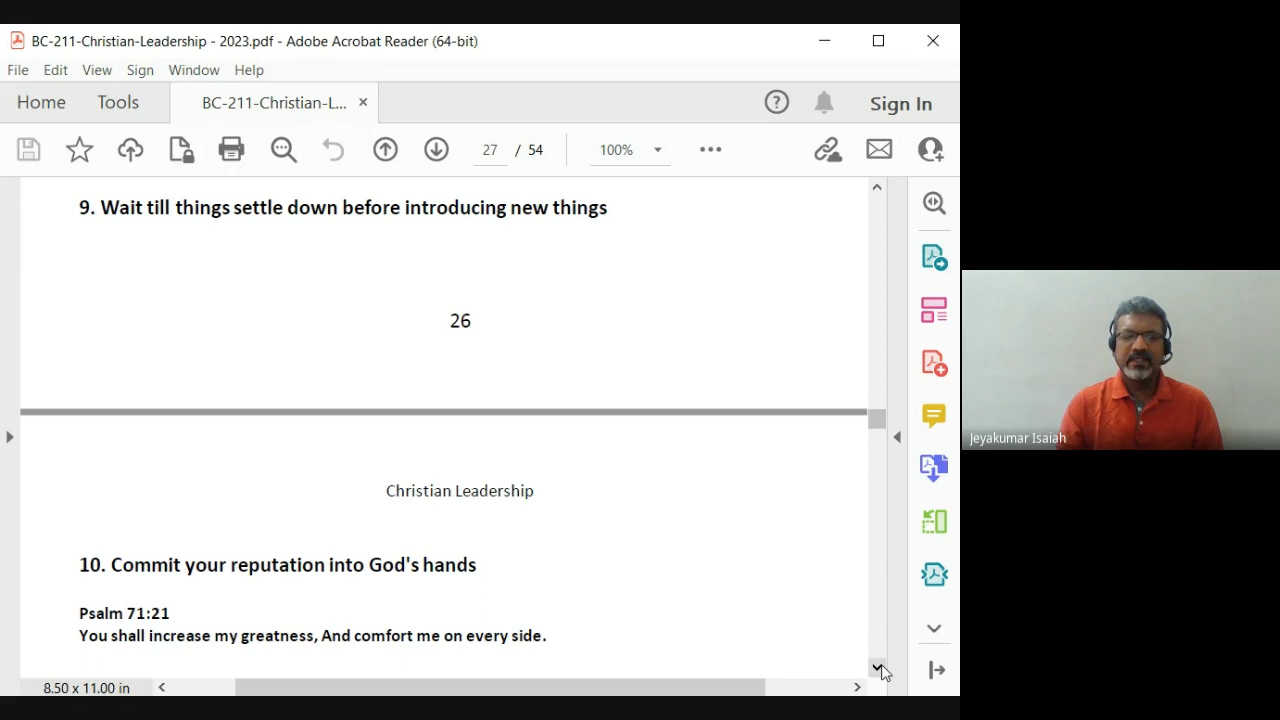 BC-211-Christian-Leadership - 2023.pdf - Adobe Acrobat Reader (64-bit)
File Edit View Sign Window Help
Home Tools BC-211-Christian-L... × Sign In
27 / 54 100%
9. Wait till things settle down before introducing new things
26
Christian Leadership
10. Commit your reputation into God's hands
Psalm 71:21
You shall increase my greatness, And comfort me on every side.
8.50 x 11.00 in
Jeyakumar Isaiah